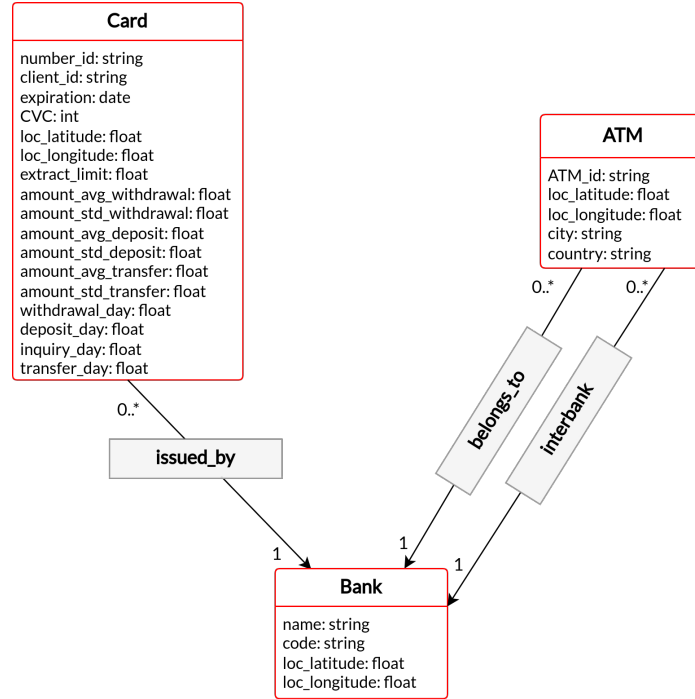 Card
number_id: string
client_id: string
expiration: date
CVC: int
loc_latitude: float
loc_longitude: float
extract_limit: float
amount_avg_withdrawal: float
amount_std_withdrawal: float
amount_avg_deposit: float
amount_std_deposit: float
amount_avg_transfer: float
amount_std_transfer: float
withdrawal_day: float
deposit_day: float
inquiry_day: float
transfer_day: float
ATM
ATM_id: string
loc_latitude: float
loc_longitude: float
city: string
country: string
0..*
0..*
0..*
belongs_to
interbank
issued_by
1
1
1
Bank
name: string
code: string
loc_latitude: float
loc_longitude: float